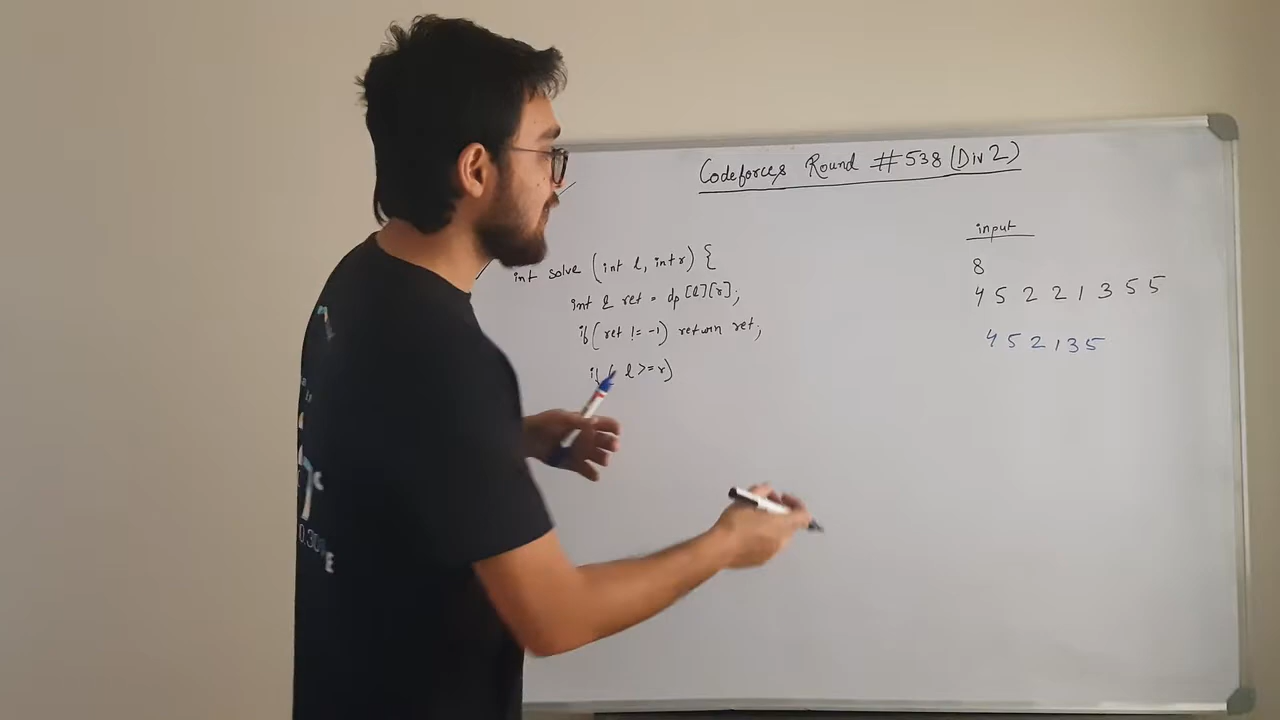 Codeforces Round #538 (Div 2)
int solve (int l, int r) {
int & ret = dp[l][r];
if (ret != -1) return ret;
if ( l >= r)
input
8
4 5 2 2 1 3 5 5
4 5 2 1 3 5